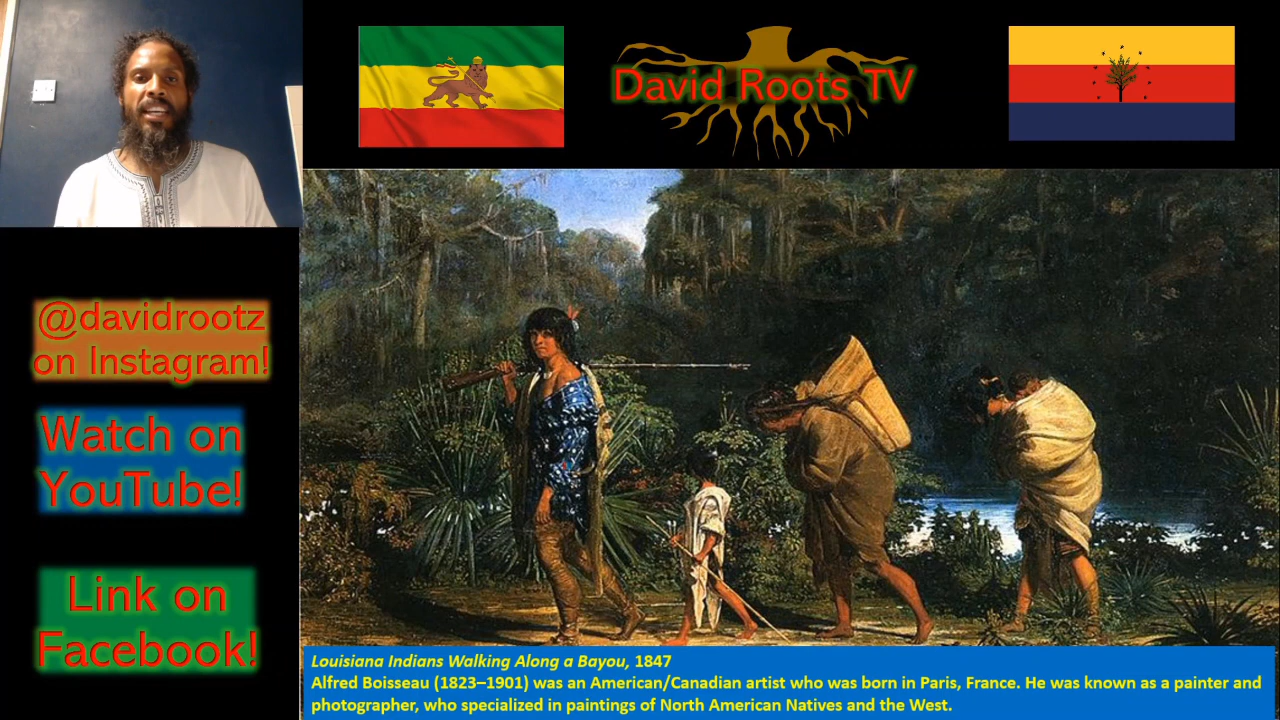 David Roots TV
@davidrootz
on Instagram!
Watch on
YouTube!
Link on
Facebook!
Louisiana Indians Walking Along a Bayou, 1847
Alfred Boisseau (1823–1901) was an American/Canadian artist who was born in Paris, France. He was known as a painter and
photographer, who specialized in paintings of North American Natives and the West.